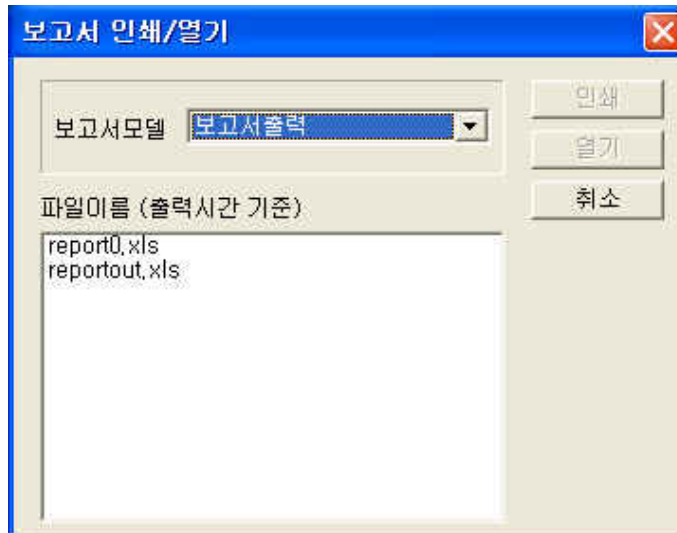 보고서 인쇄/열기
보고서모델 보고서출력
인쇄
열기
취소
파일이름 (출력시간 기준)
report0.xls
reportout.xls